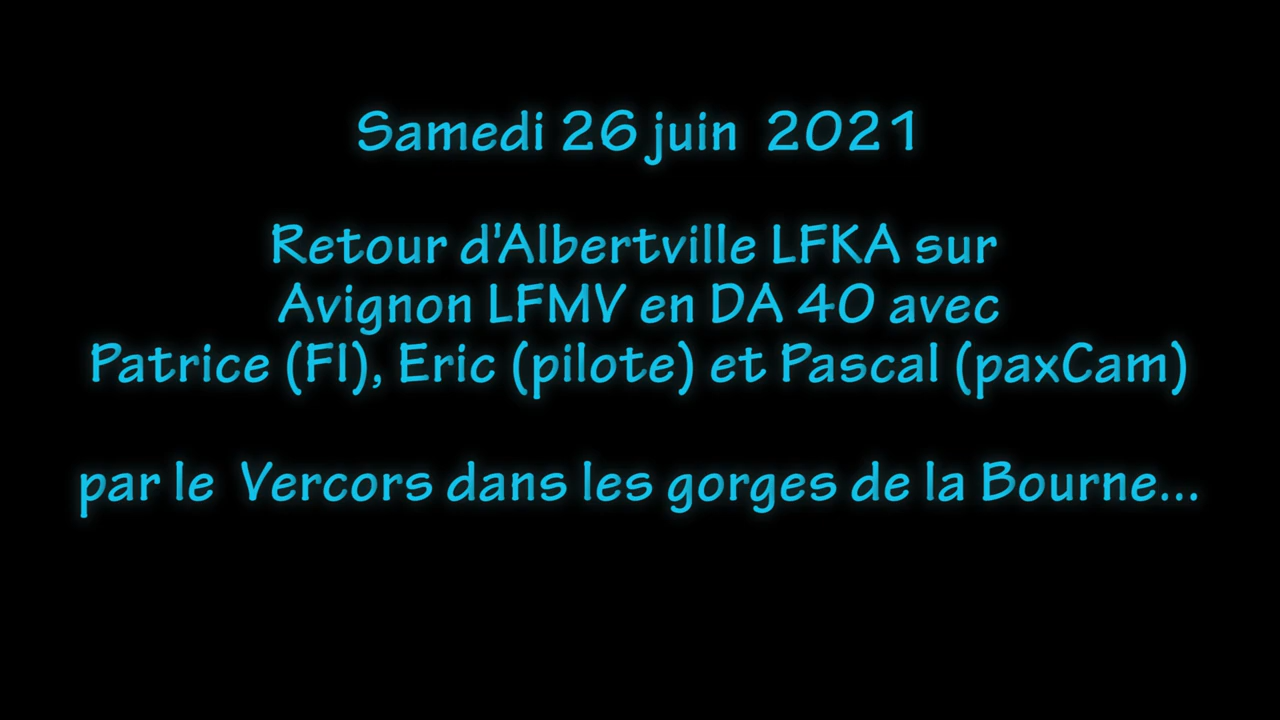 Samedi 26 juin  2021
Retour d'Albertville LFKA sur
Avignon LFMV en DA 40 avec
Patrice (FI), Eric (pilote) et Pascal (paxCam)
par le  Vercors dans les gorges de la Bourne...